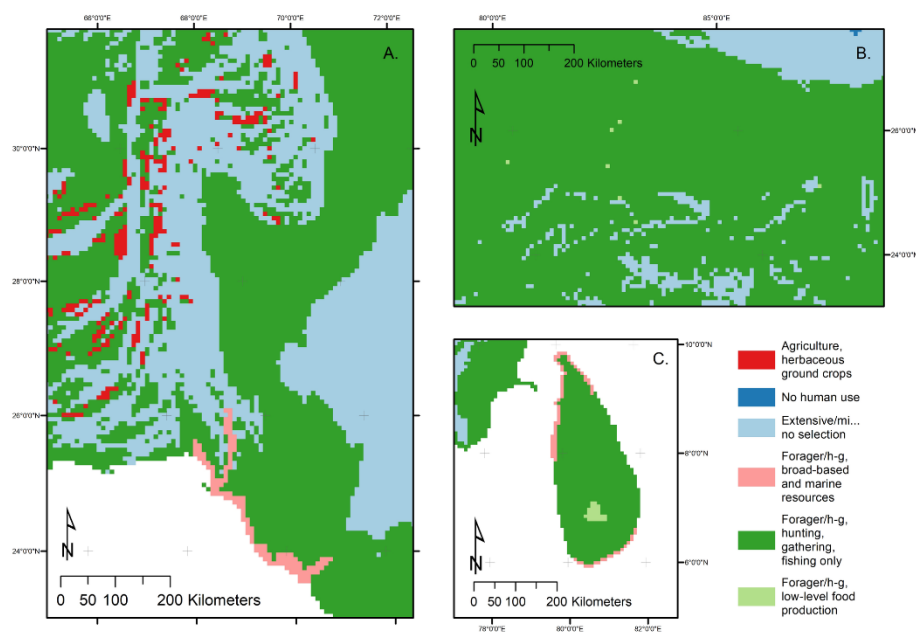 66°0'0"E 68°0'0"E 70°0'0"E 72°0'0"E
A.
30°0'0"N
28°0'0"N
26°0'0"N
24°0'0"N
N
0 50 100 200 Kilometers
80°0'0"E 85°0'0"E
0 50 100 200 Kilometers
B.
N
26°0'0"N
24°0'0"N
C.
10°0'0"N
8°0'0"N
6°0'0"N
N
0 50 100 200 Kilometers
78°0'0"E 80°0'0"E 82°0'0"E
Agriculture,
herbaceous
ground crops
No human use
Extensive/mi...
no selection
Forager/h-g,
broad-based
and marine
resources
Forager/h-g,
hunting,
gathering,
fishing only
Forager/h-g,
low-level food
production